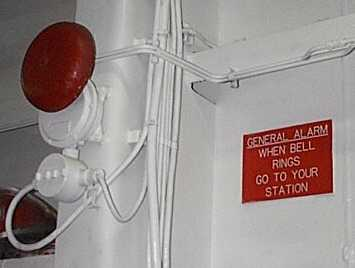 GENERAL ALARM
WHEN BELL
RINGS
GO TO YOUR
STATION